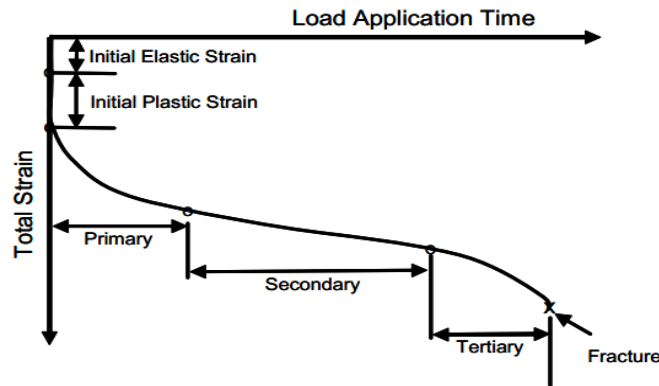 Load Application Time
Initial Elastic Strain
Initial Plastic Strain
Total Strain
Primary
Secondary
Tertiary
Fracture